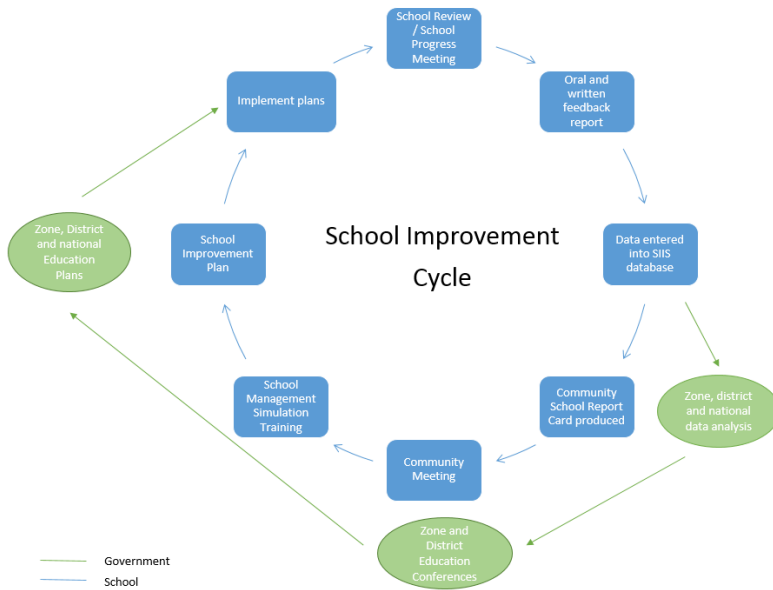 School Review
/ School
Progress
Meeting
Implement plans
Oral and
written
feedback
report
Zone, District
and national
Education
Plans
School
Improvement
Plan
School Improvement
Cycle
Data entered
into SIIS
database
School
Management
Simulation
Training
Community
School Report
Card produced
Zone, district
and national
data analysis
Community
Meeting
Zone and
District
Education
Conferences
Government
School